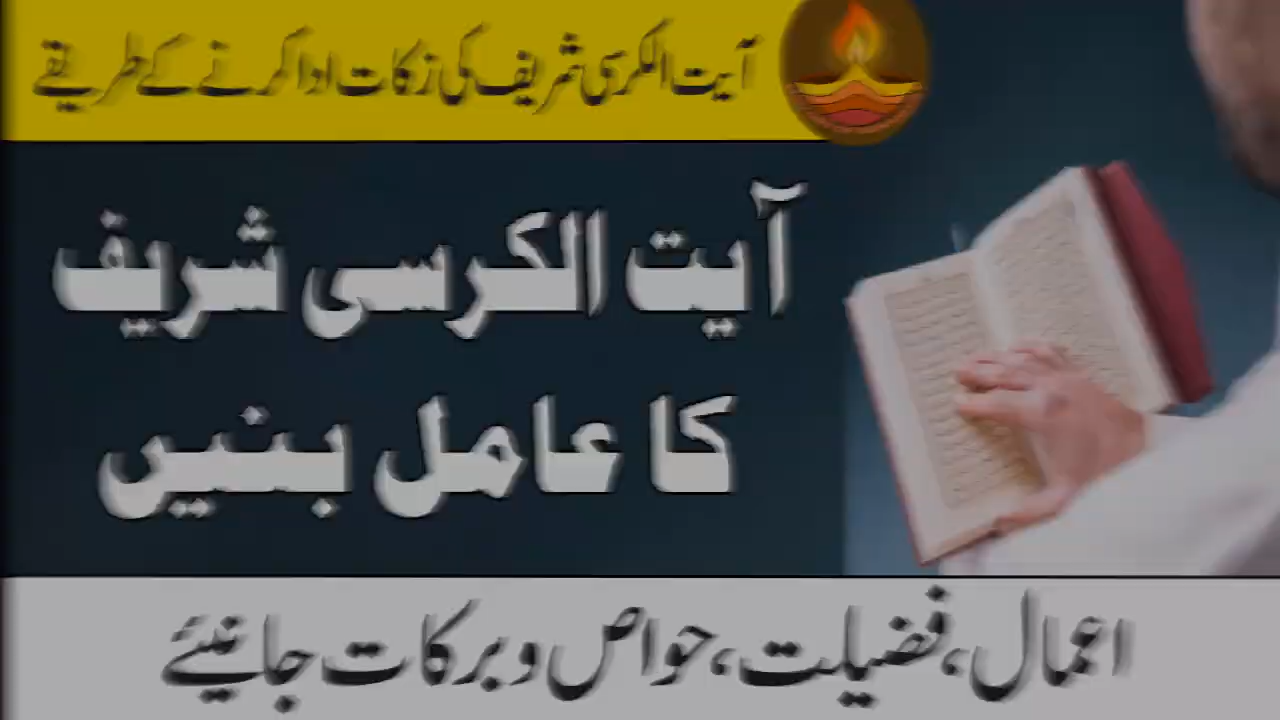 آیت الکرسی شریف کی زکات ادا کرنے کے طریقے
آیت الکرسی شریف
کا عامل بنیں
اعمال، فضیلت، حواص و برکات جانیئے